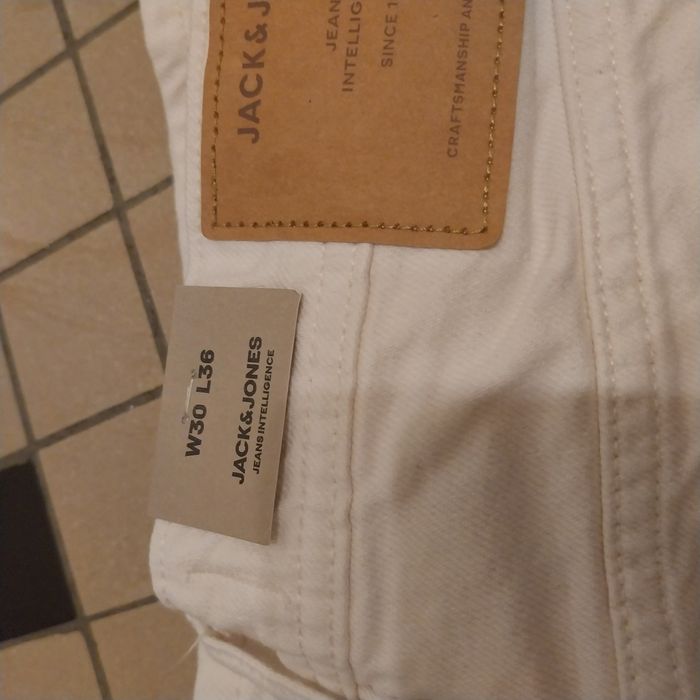 JACK & J
JEAN
INTELLIG
SINCE 1
CRAFTSMANSHIP AN
W30 L36
JACK&JONES
JEANS INTELLIGENCE